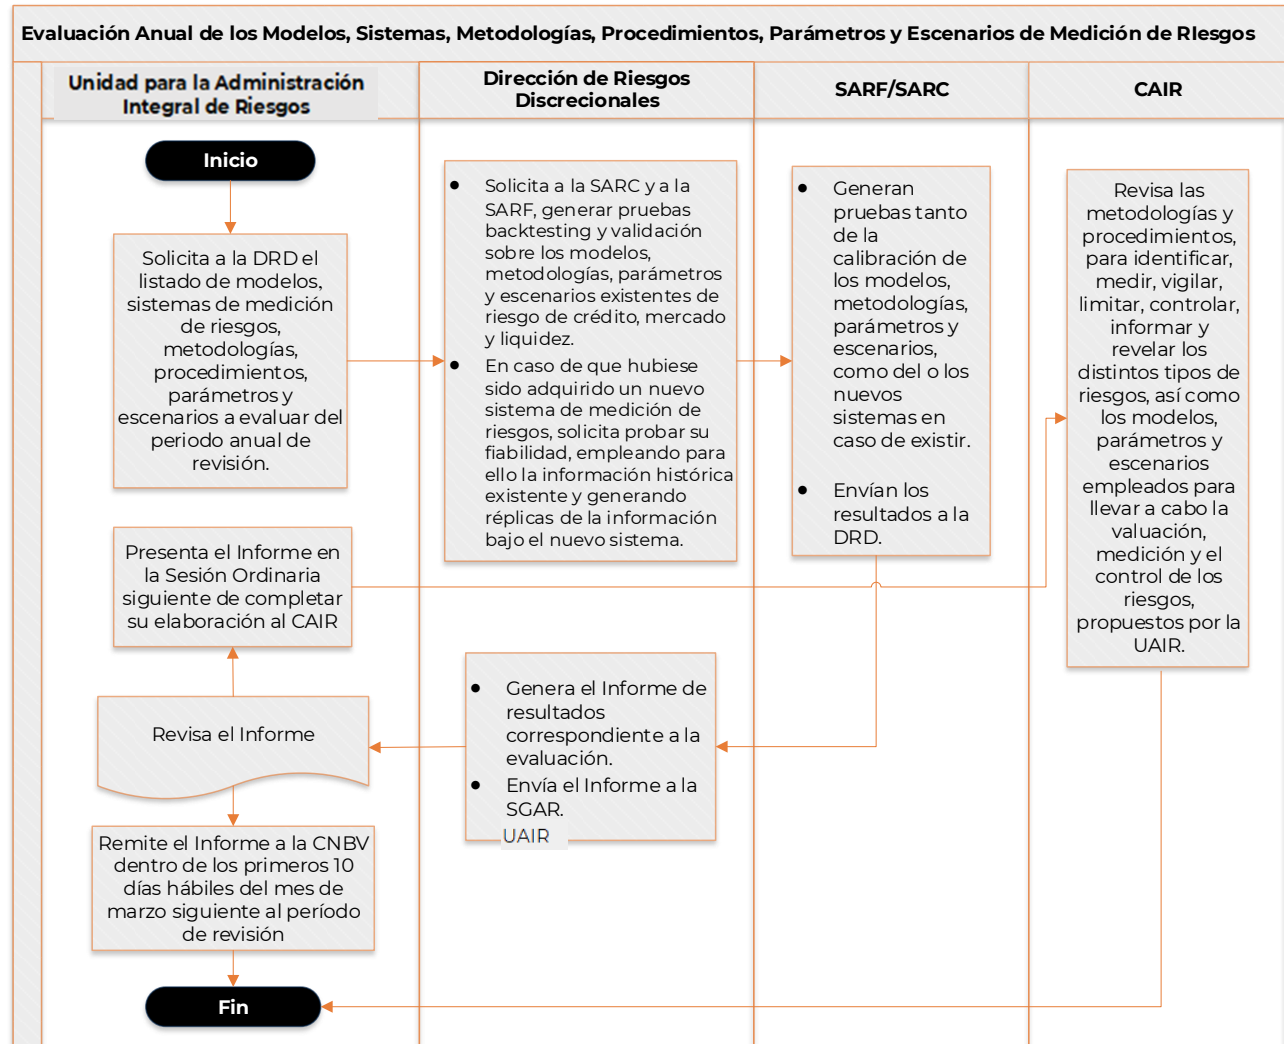 Evaluación Anual de los Modelos, Sistemas, Metodologías, Procedimientos, Parámetros y Escenarios de Medición de RIesgos
Unidad para la Administración
Integral de Riesgos
Dirección de Riesgos
Discrecionales
SARF/SARC
CAIR
Inicio
Solicita a la DRD el
listado de modelos,
sistemas de medición
de riesgos,
metodologías,
procedimientos,
parámetros y
escenarios a evaluar del
periodo anual de
revisión.
● Solicita a la SARC y a la
SARF, generar pruebas
backtesting y validación
sobre los modelos,
metodologías, parámetros
y escenarios existentes de
riesgo de crédito, mercado
y liquidez.
● En caso de que hubiese
sido adquirido un nuevo
sistema de medición de
riesgos, solicita probar su
fiabilidad, empleando para
ello la información histórica
existente y generando
réplicas de la información
bajo el nuevo sistema.
● Generan
pruebas tanto
de la
calibración de
los modelos,
metodologías,
parámetros y
escenarios,
como del o los
nuevos
sistemas en
caso de existir.
● Envían los
resultados a la
DRD.
Revisa las
metodologías y
procedimientos,
para identificar,
medir, vigilar,
limitar, controlar,
informar y
revelar los
distintos tipos de
riesgos, así como
los modelos,
parámetros y
escenarios
empleados para
llevar a cabo la
valuación,
medición y el
control de los
riesgos,
propuestos por la
UAIR.
Presenta el Informe en
la Sesión Ordinaria
siguiente de completar
su elaboración al CAIR
● Genera el Informe de
resultados
correspondiente a la
evaluación.
● Envía el Informe a la
SGAR.
UAIR
Revisa el Informe
Remite el Informe a la CNBV
dentro de los primeros 10
días hábiles del mes de
marzo siguiente al período
de revisión
Fin